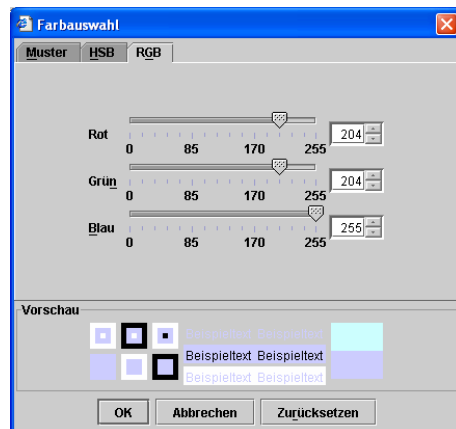 Farbauswahl
Muster HSB RGB
Rot 204
0 85 170 255
Grün 204
0 85 170 255
Blau 255
0 85 170 255
Vorschau
Beispieltext Beispieltext
Beispieltext Beispieltext
Beispieltext Beispieltext
OK Abbrechen Zurücksetzen